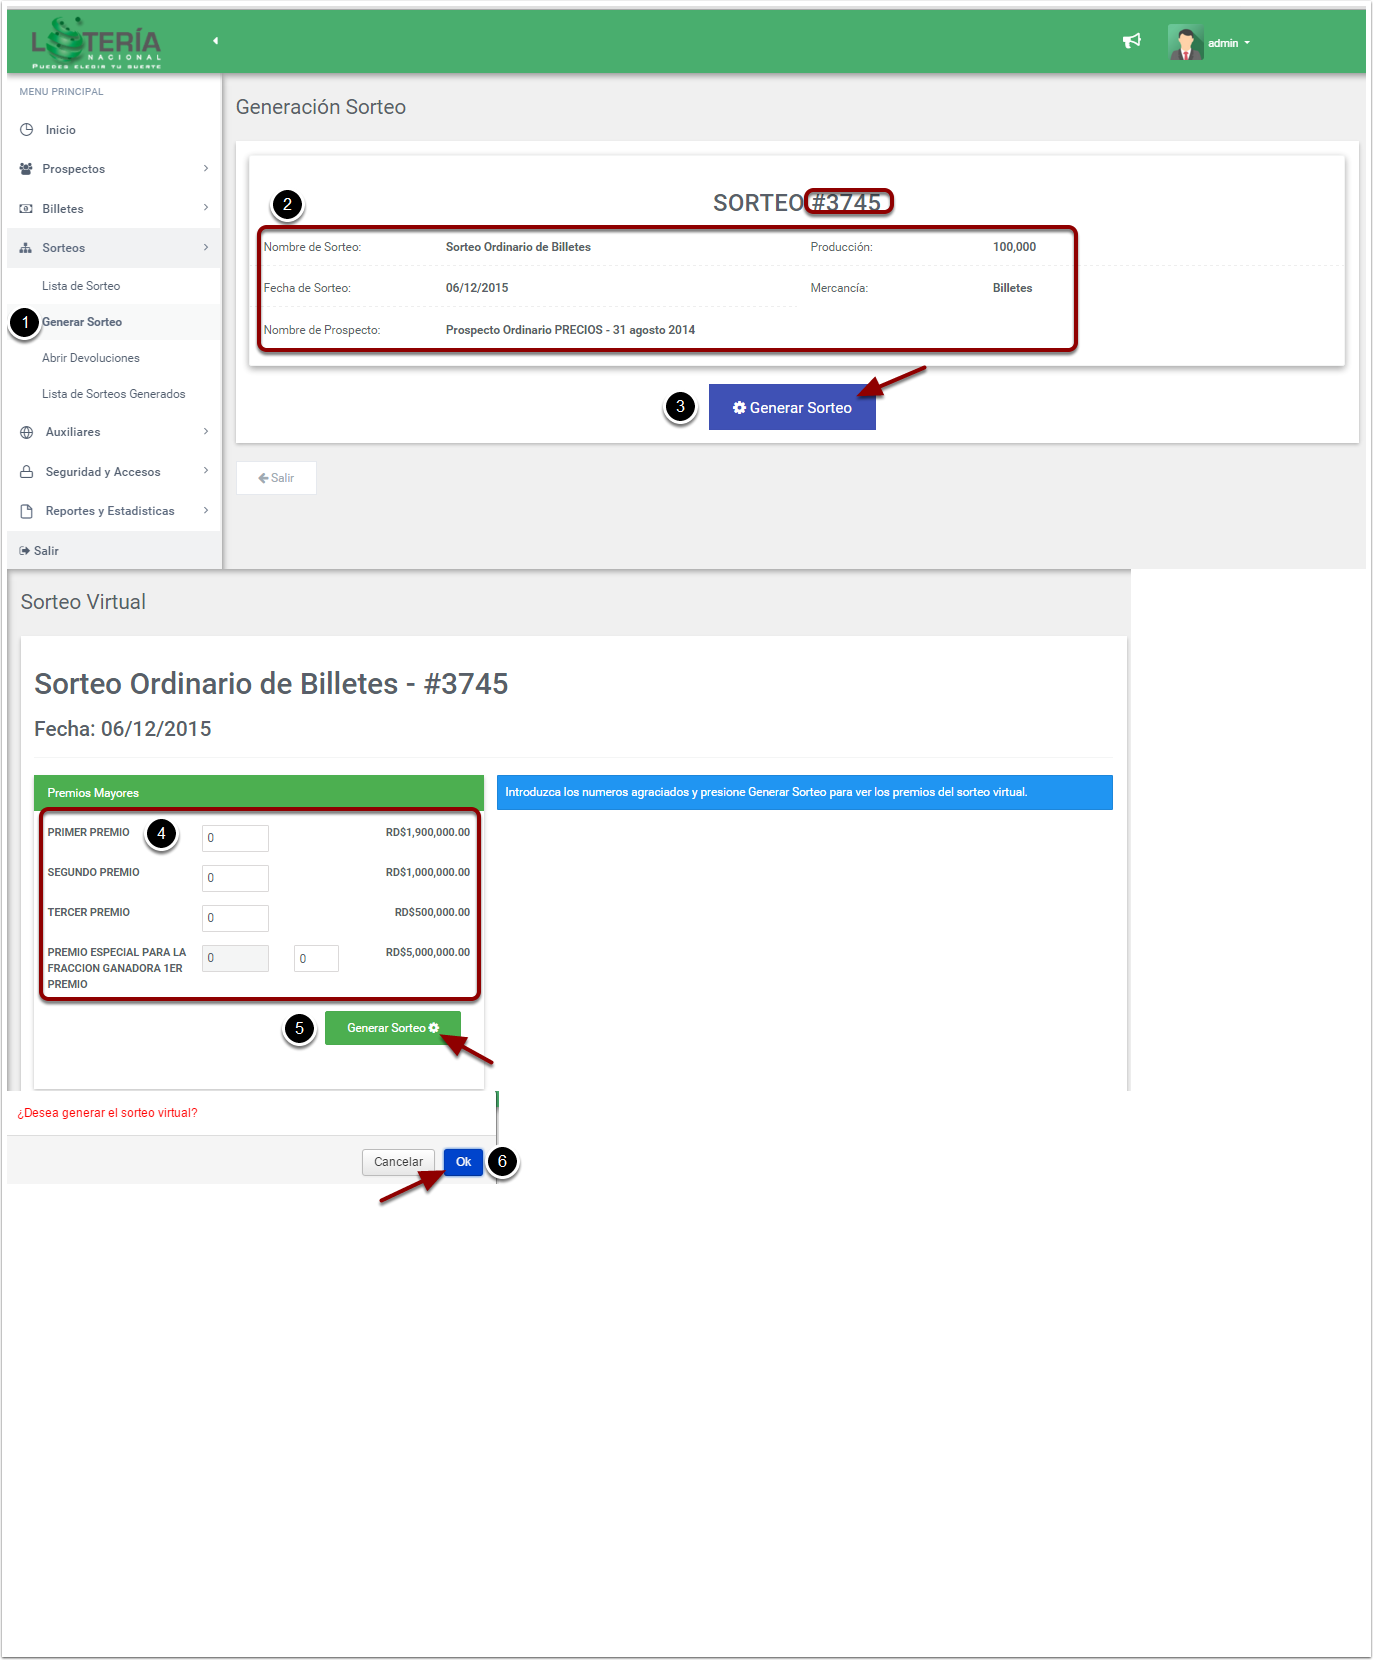 LOTERÍA
NACIONAL
PUEDES ELEGIR TU SUERTE
admin
MENU PRINCIPAL
Inicio
Prospectos
Billetes
Sorteos
Lista de Sorteo
1 Generar Sorteo
Abrir Devoluciones
Lista de Sorteos Generados
Auxiliares
Seguridad y Accesos
Reportes y Estadisticas
Salir
Generación Sorteo
2 SORTEO #3745
Nombre de Sorteo: Sorteo Ordinario de Billetes Producción: 100,000
Fecha de Sorteo: 06/12/2015 Mercancía: Billetes
Nombre de Prospecto: Prospecto Ordinario PRECIOS - 31 agosto 2014
3 Generar Sorteo
Salir
Sorteo Virtual
Sorteo Ordinario de Billetes - #3745
Fecha: 06/12/2015
Premios Mayores
PRIMER PREMIO 4 0 RD$1,900,000.00
SEGUNDO PREMIO 0 RD$1,000,000.00
TERCER PREMIO 0 RD$500,000.00
PREMIO ESPECIAL PARA LA 0 0 RD$5,000,000.00
FRACCION GANADORA 1ER
PREMIO
5 Generar Sorteo
Introduzca los numeros agraciados y presione Generar Sorteo para ver los premios del sorteo virtual.
¿Desea generar el sorteo virtual?
Cancelar Ok 6